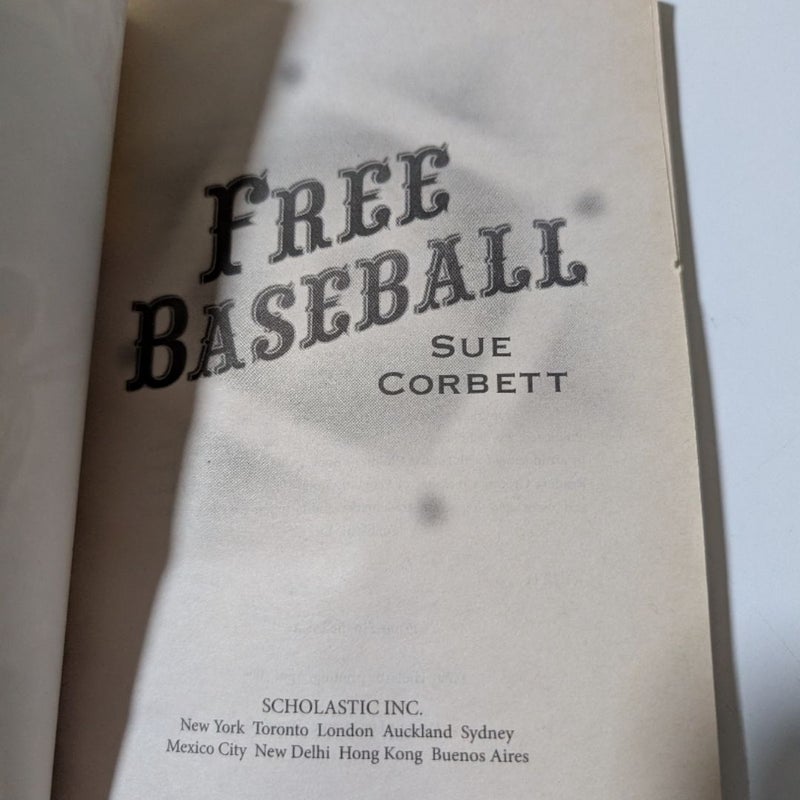 FREE
BASEBALL
SUE
CORBETT
SCHOLASTIC INC.
New York Toronto London Auckland Sydney
Mexico City New Delhi Hong Kong Buenos Aires